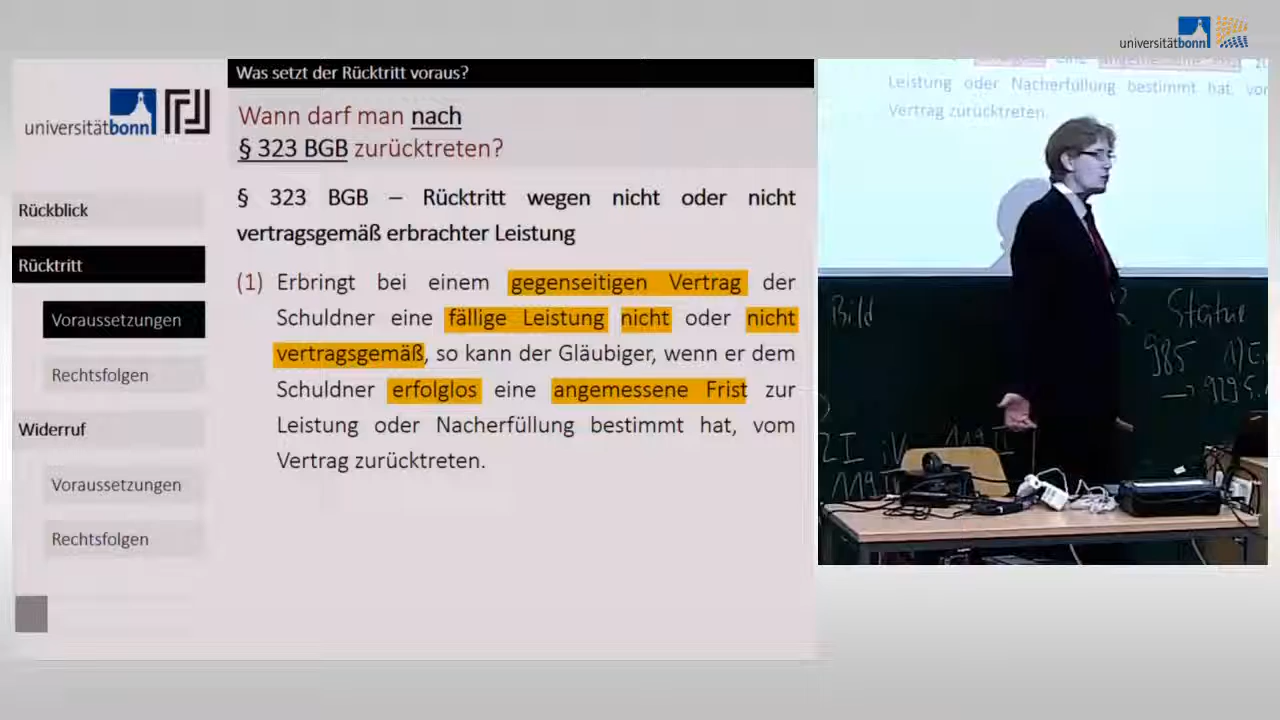 universitätbonn
Was setzt der Rücktritt voraus?
universitätbonn
Wann darf man nach
§ 323 BGB zurücktreten?
§ 323 BGB – Rücktritt wegen nicht oder nicht
vertragsgemäß erbrachter Leistung
(1) Erbringt bei einem gegenseitigen Vertrag der
Schuldner eine fällige Leistung nicht oder nicht
vertragsgemäß, so kann der Gläubiger, wenn er dem
Schuldner erfolglos eine angemessene Frist zur
Leistung oder Nacherfüllung bestimmt hat, vom
Vertrag zurücktreten.
Rückblick
Rücktritt
Voraussetzungen
Rechtsfolgen
Widerruf
Voraussetzungen
Rechtsfolgen
Leistung oder Nacherfüllung bestimmt hat, vom
Vertrag zurücktreten.
Bild
Statue
985